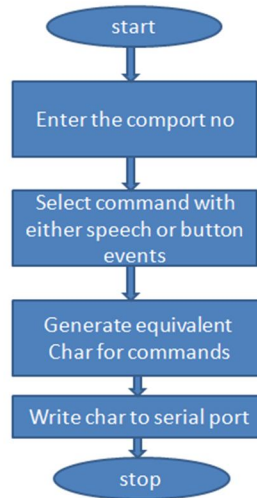 start
Enter the comport no
Select command with
either speech or button
events
Generate equivalent
Char for commands
Write char to serial port
stop